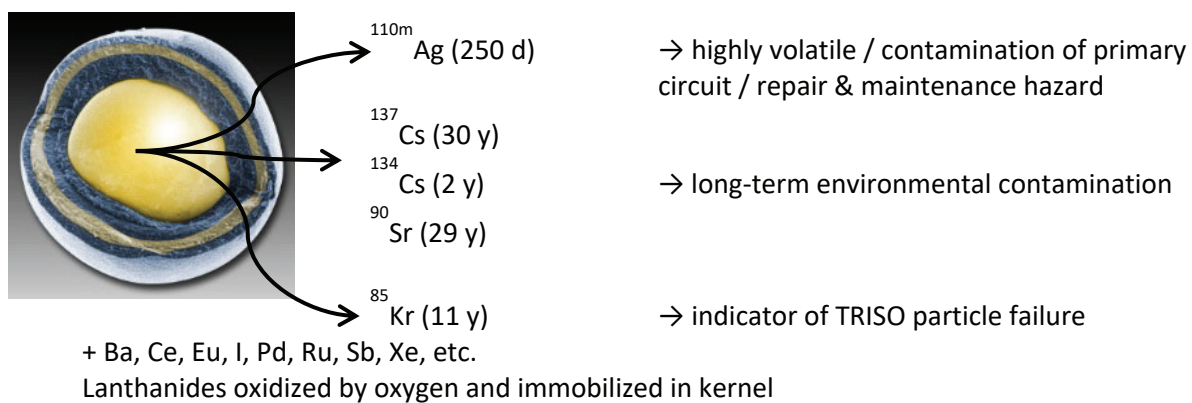 110mAg (250 d) → highly volatile / contamination of primary
circuit / repair & maintenance hazard
137Cs (30 y)
134Cs (2 y) → long-term environmental contamination
90Sr (29 y)
85Kr (11 y) → indicator of TRISO particle failure
+ Ba, Ce, Eu, I, Pd, Ru, Sb, Xe, etc.
Lanthanides oxidized by oxygen and immobilized in kernel